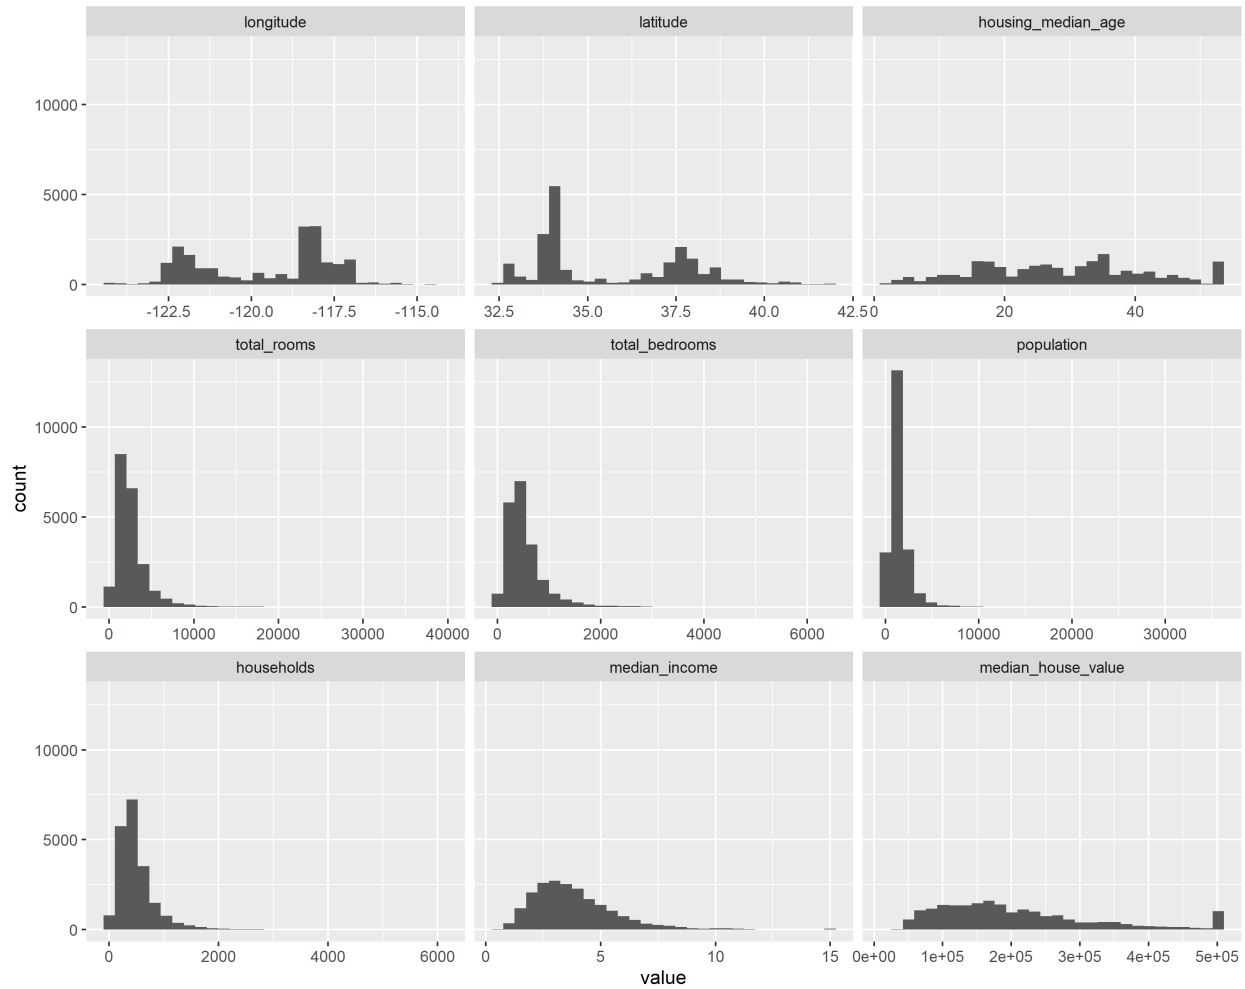 longitude latitude housing_median_age
10000
5000
0
-122.5 -120.0 -117.5 -115.0 32.5 35.0 37.5 40.0 42.5 0 20 40
total_rooms total_bedrooms population
10000
5000
0
0 10000 20000 30000 40000 0 2000 4000 6000 0 10000 20000 30000
count
households median_income median_house_value
10000
5000
0
0 2000 4000 6000 0 5 10 15 0e+00 1e+05 2e+05 3e+05 4e+05 5e+05
value